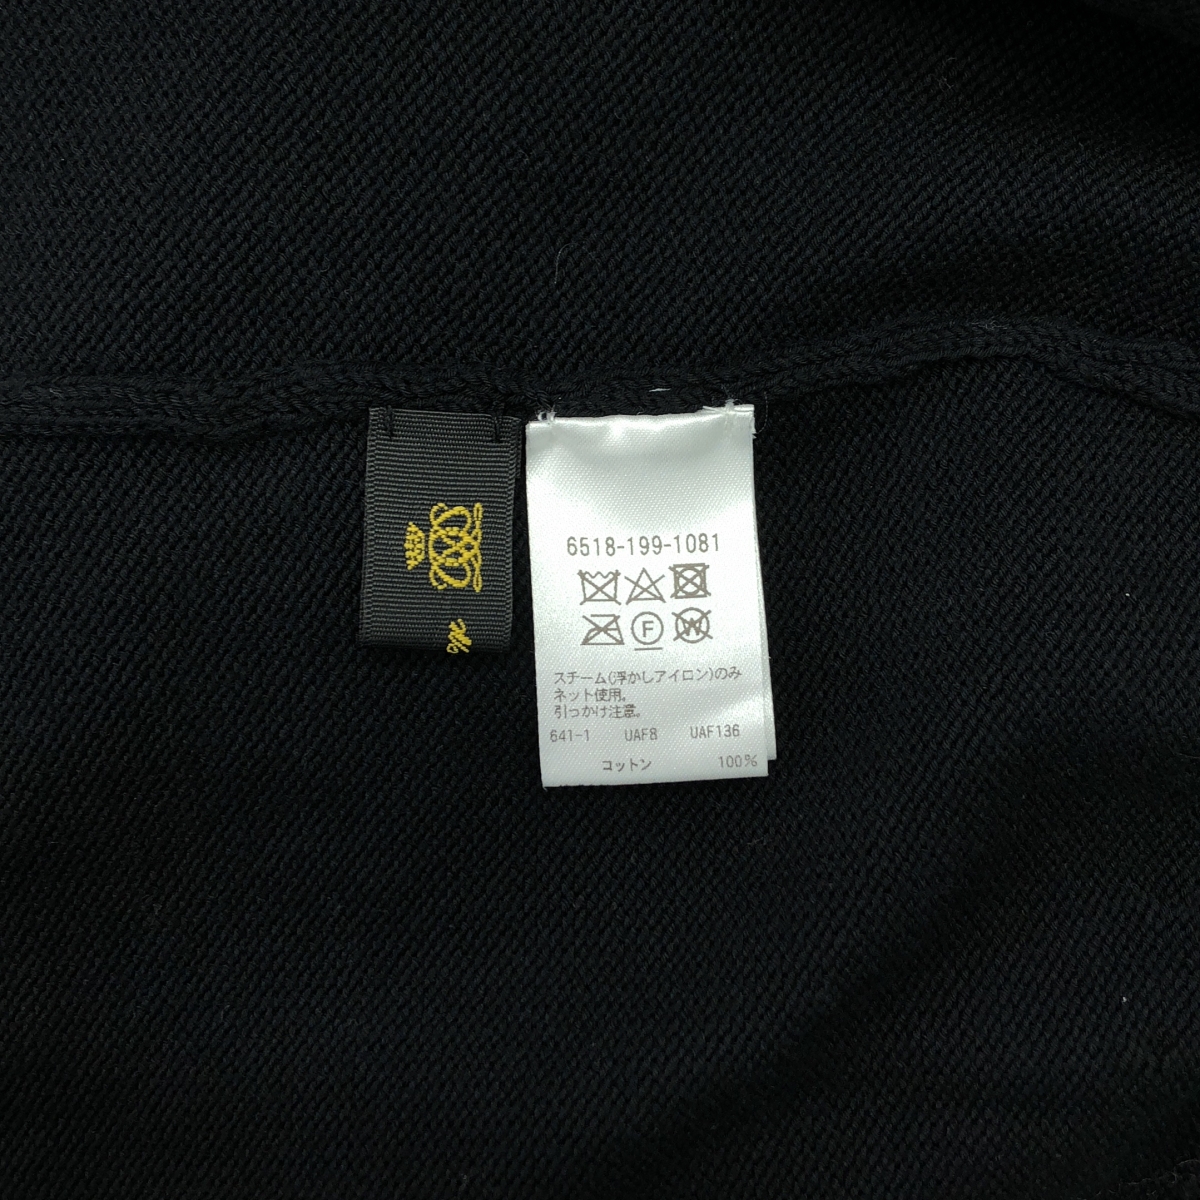 6518-199-1081
F
W
スチーム(浮かしアイロン)のみ
ネット使用。
引っかけ注意。
641-1 UAF8 UAF136
コットン 100%